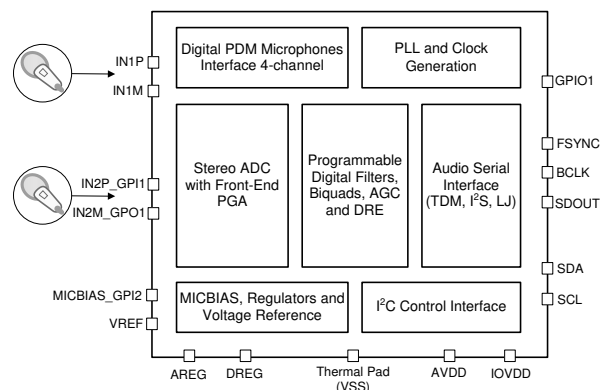 Digital PDM Microphones
Interface 4-channel
PLL and Clock
Generation
IN1P
IN1M
GPIO1
Stereo ADC
with Front-End
PGA
Programmable
Digital Filters,
Biquads, AGC
and DRE
Audio Serial
Interface
(TDM, I²S, LJ)
FSYNC
BCLK
SDOUT
IN2P_GPI1
IN2M_GPO1
SDA
SCL
MICBIAS_GPI2
VREF
MICBIAS, Regulators and
Voltage Reference
I²C Control Interface
AREG
DREG
Thermal Pad
(VSS)
AVDD
IOVDD